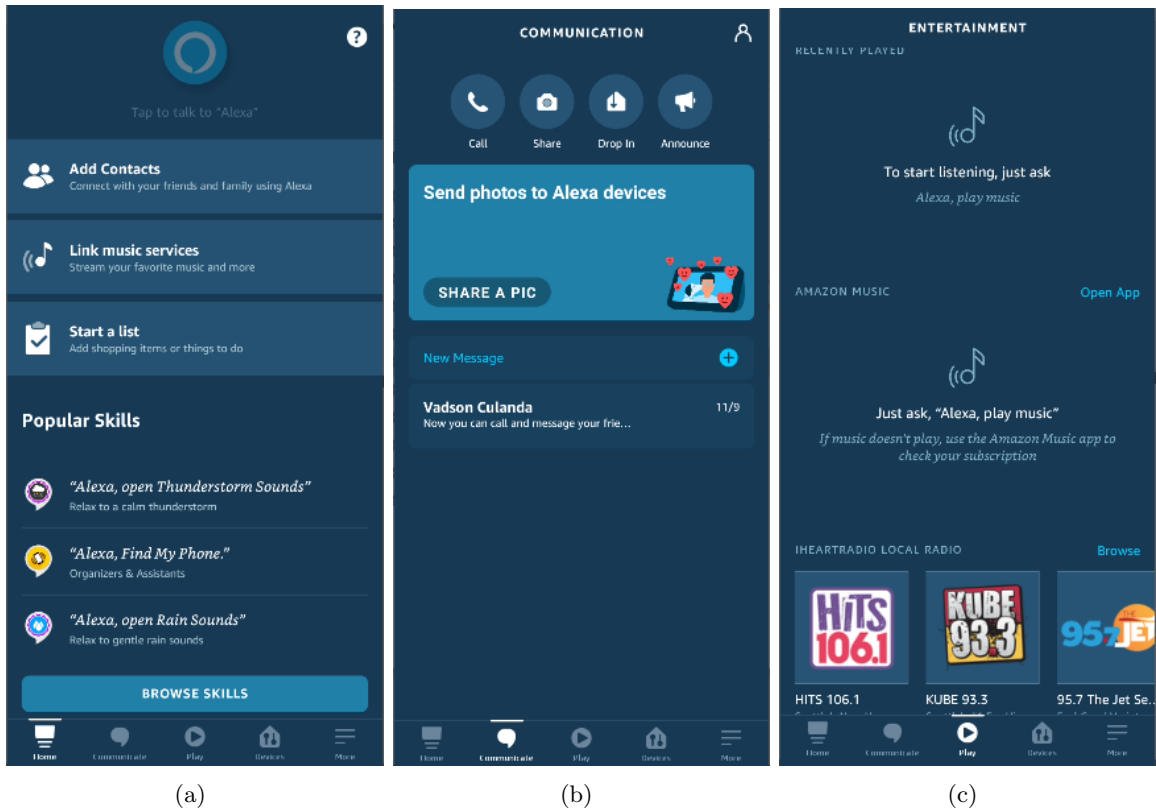 ?
Tap to talk to "Alexa"
Add Contacts
Connect with your friends and family using Alexa
Link music services
Stream your favorite music and more
Start a list
Add shopping items or things to do
Popular Skills
“Alexa, open Thunderstorm Sounds”
Relax to a calm thunderstorm
“Alexa, Find My Phone.”
Organizers & Assistants
“Alexa, open Rain Sounds”
Relax to gentle rain sounds
BROWSE SKILLS
Home Communicate Play Devices More
(a)
COMMUNICATION
Call Share Drop In Announce
Send photos to Alexa devices
SHARE A PIC
New Message
Vadson Culanda 11/9
Now you can call and message your frie...
Home Communicate Play Devices More
(b)
ENTERTAINMENT
RECENTLY PLAYED
To start listening, just ask
Alexa, play music
AMAZON MUSIC Open App
Just ask, “Alexa, play music”
If music doesn't play, use the Amazon Music app to
check your subscription
IHEARTRADIO LOCAL RADIO Browse
HiTS
106.1
KUBE
93.3
THE
95.7 JET
HITS 106.1 KUBE 93.3 95.7 The Jet Se..
Home Communicate Play Devices More
(c)